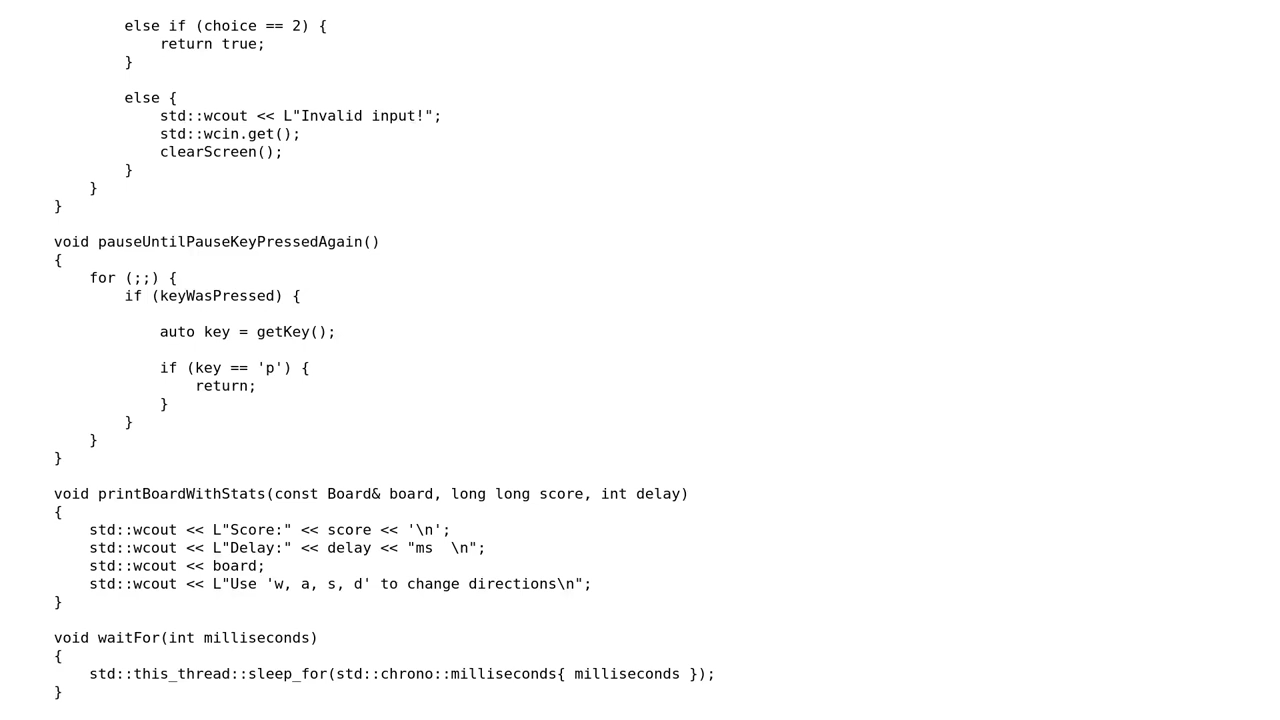 else if (choice == 2) {
            return true;
        }

        else {
            std::wcout << L"Invalid input!";
            std::wcin.get();
            clearScreen();
        }
    }
}

void pauseUntilPauseKeyPressedAgain()
{
    for (;;) {
        if (keyWasPressed) {

            auto key = getKey();

            if (key == 'p') {
                return;
            }
        }
    }
}

void printBoardWithStats(const Board& board, long long score, int delay)
{
    std::wcout << L"Score:" << score << '\n';
    std::wcout << L"Delay:" << delay << "ms  \n";
    std::wcout << board;
    std::wcout << L"Use 'w, a, s, d' to change directions\n";
}

void waitFor(int milliseconds)
{
    std::this_thread::sleep_for(std::chrono::milliseconds{ milliseconds });
}